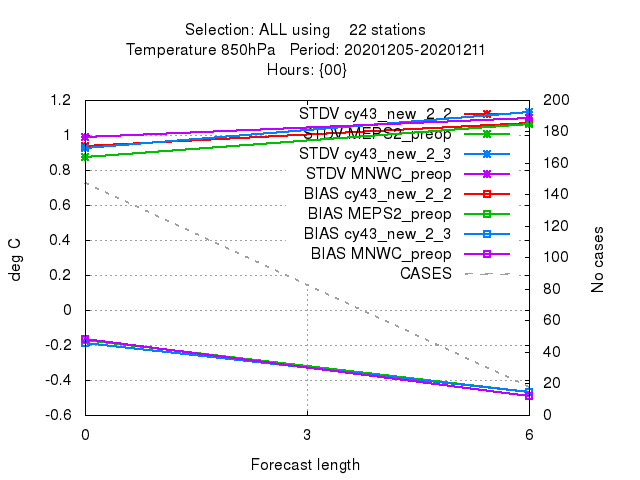 Selection: ALL using 22 stations
Temperature 850hPa Period: 20201205-20201211
Hours: {00}
1.2
1
0.8
0.6
0.4
0.2
0
-0.2
-0.4
-0.6
200
180
160
140
120
100
80
60
40
20
0
STDV cy43_new_2_2
STDV MEPS2_preop
STDV cy43_new_2_3
STDV MNWC_preop
BIAS cy43_new_2_2
BIAS MEPS2_preop
BIAS cy43_new_2_3
BIAS MNWC_preop
CASES
deg C
No cases
0 3 6
Forecast length